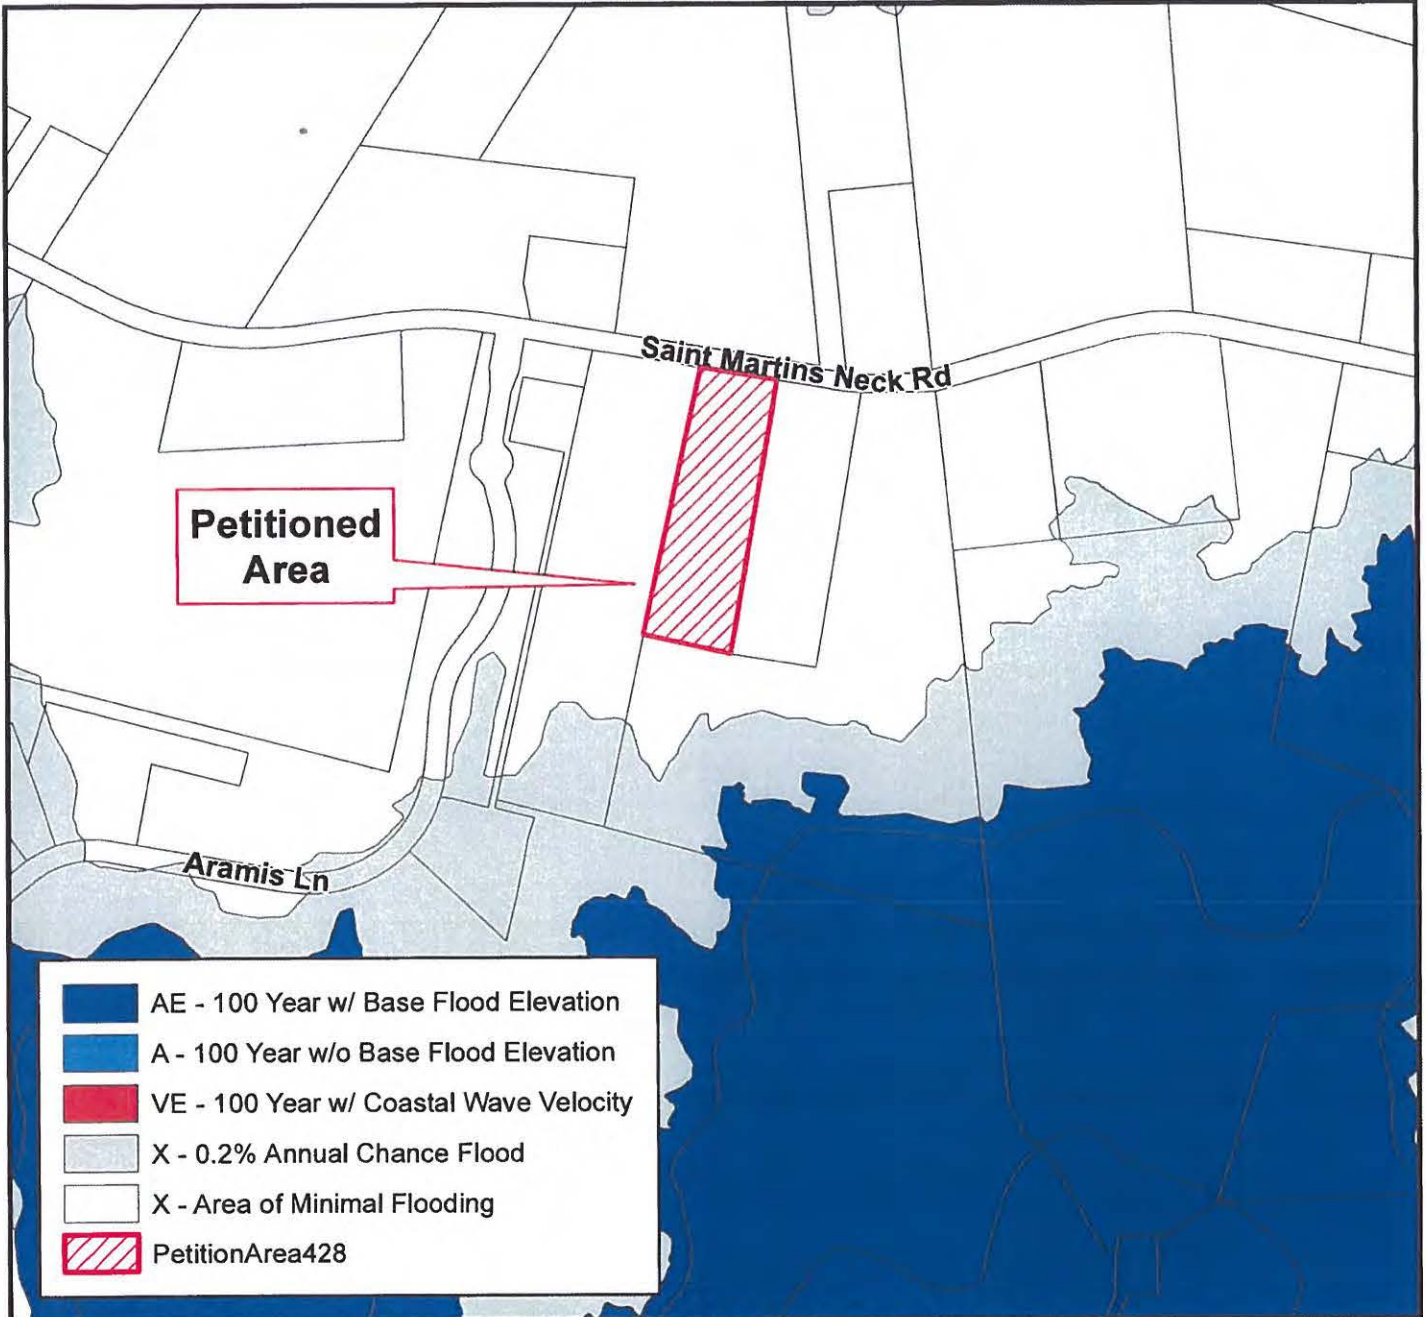 Saint Martins Neck Rd
Petitioned
Area
Aramis Ln
AE - 100 Year w/ Base Flood Elevation
A - 100 Year w/o Base Flood Elevation
VE - 100 Year w/ Coastal Wave Velocity
X - 0.2% Annual Chance Flood
X - Area of Minimal Flooding
PetitionArea428